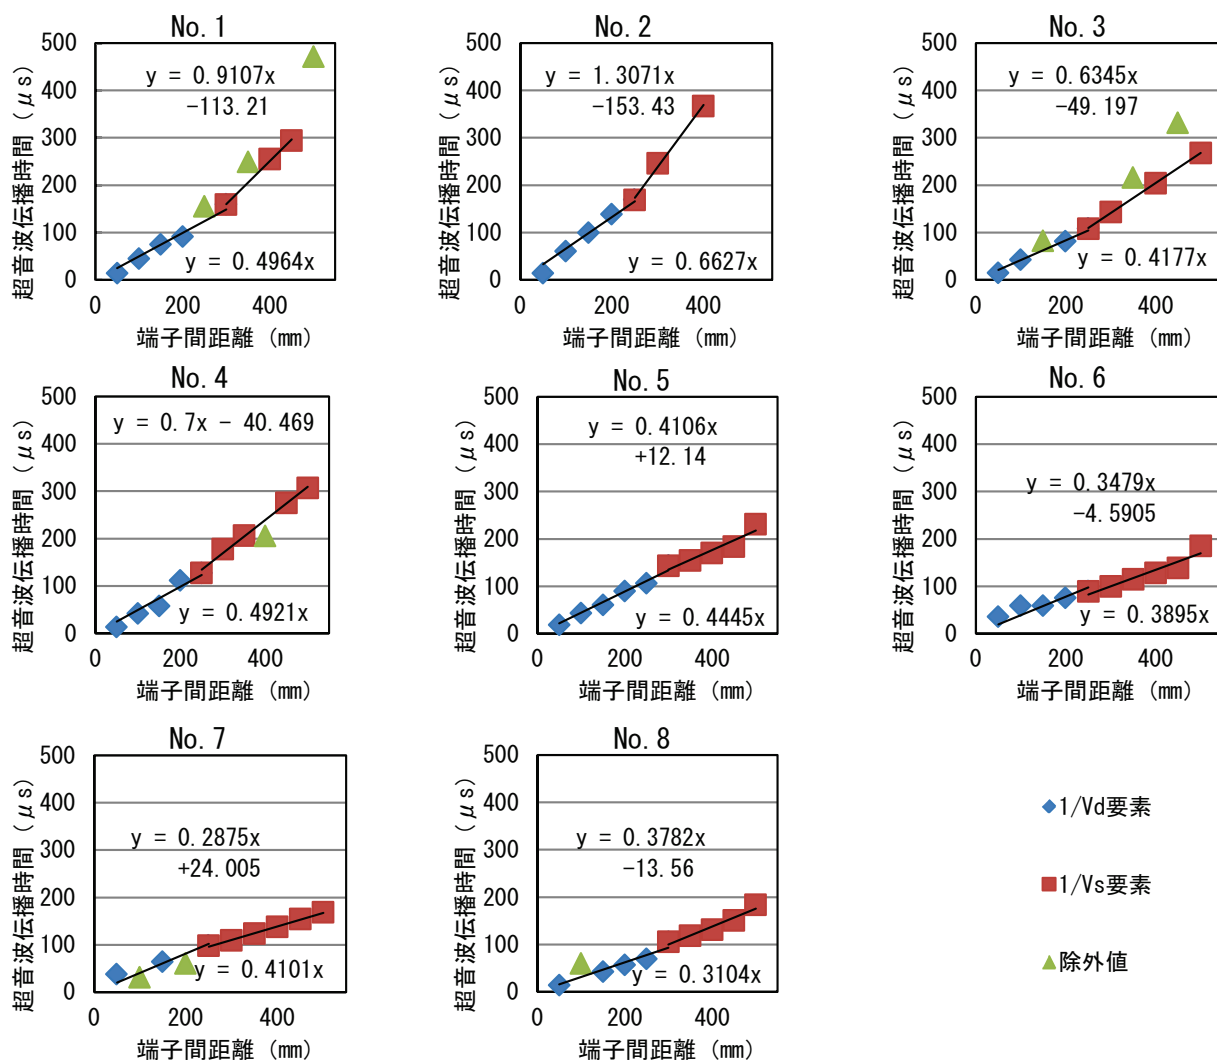 No.1
超音波伝播時間(μs)
500
400
300
200
100
0
y = 0.9107x
−113.21
y = 0.4964x
0 200 400
端子間距離(mm)
No.2
超音波伝播時間(μs)
500
400
300
200
100
0
y = 1.3071x
−153.43
y = 0.6627x
0 200 400
端子間距離(mm)
No.3
超音波伝播時間(μs)
500
400
300
200
100
0
y = 0.6345x
−49.197
y = 0.4177x
0 200 400
端子間距離(mm)
No.4
超音波伝播時間(μs)
500
400
300
200
100
0
y = 0.7x − 40.469
y = 0.4921x
0 200 400
端子間距離(mm)
No.5
超音波伝播時間(μs)
500
400
300
200
100
0
y = 0.4106x
+12.14
y = 0.4445x
0 200 400
端子間距離(mm)
No.6
超音波伝播時間(μs)
500
400
300
200
100
0
y = 0.3479x
−4.5905
y = 0.3895x
0 200 400
端子間距離(mm)
No.7
超音波伝播時間(μs)
500
400
300
200
100
0
y = 0.2875x
+24.005
y = 0.4101x
0 200 400
端子間距離(mm)
No.8
超音波伝播時間(μs)
500
400
300
200
100
0
y = 0.3782x
−13.56
y = 0.3104x
0 200 400
端子間距離(mm)
1/Vd要素
1/Vs要素
除外値